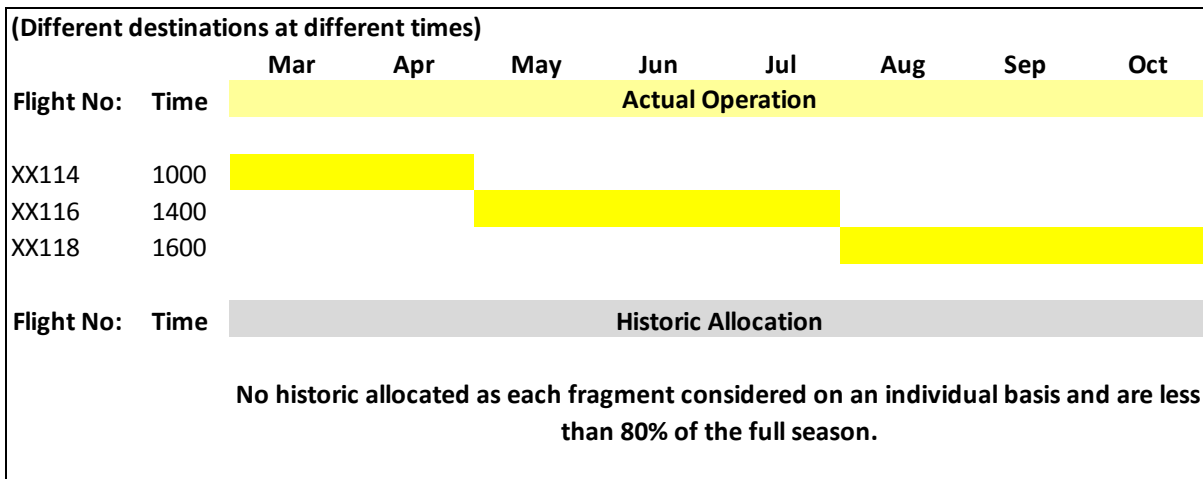 (Different destinations at different times)
Mar Apr May Jun Jul Aug Sep Oct
Flight No: Time Actual Operation
XX114 1000
XX116 1400
XX118 1600
Flight No: Time Historic Allocation
No historic allocated as each fragment considered on an individual basis and are less
than 80% of the full season.